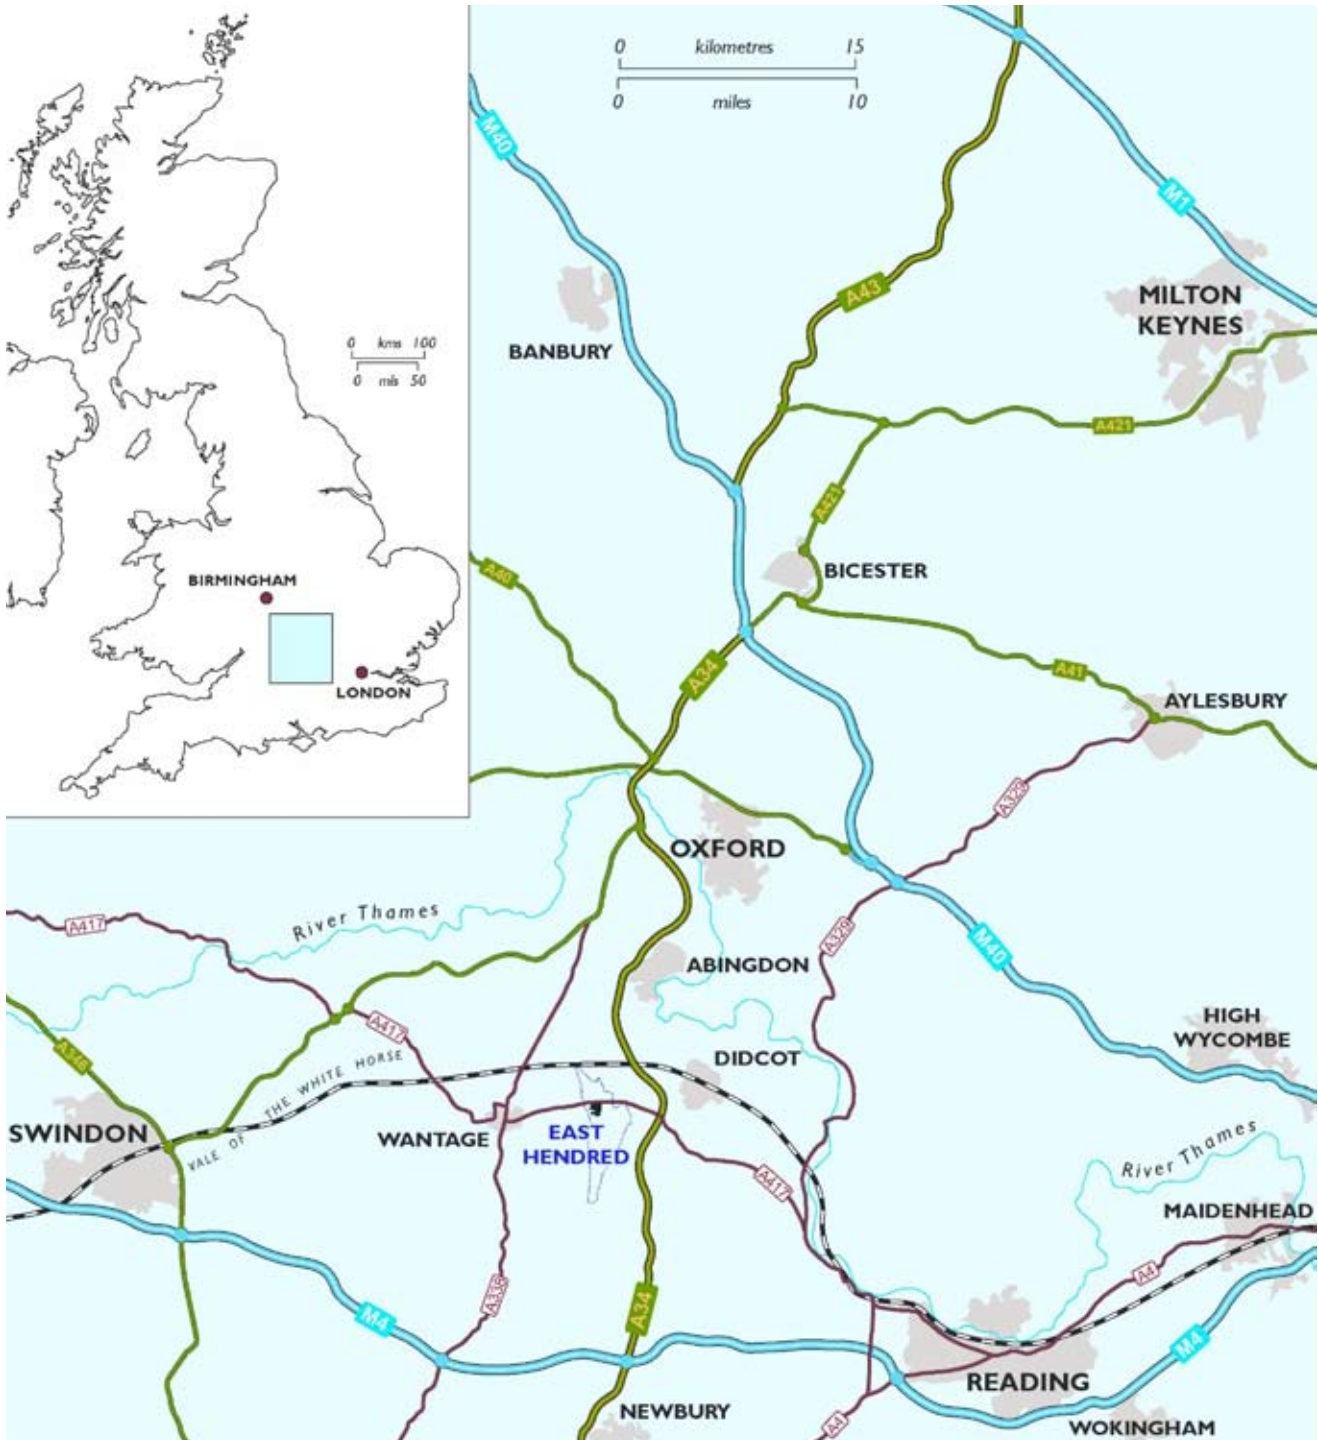 0 kilometres 15
0 miles 10
M40
M1
A43
MILTON
KEYNES
BANBURY
0 kms 100
0 mls 50
A421
A421
BICESTER
A40
BIRMINGHAM
A34
A41
LONDON
AYLESBURY
A329
OXFORD
River Thames
A417
A329
M40
ABINGDON
A417
HIGH
WYCOMBE
A346
VALE OF THE WHITE HORSE
DIDCOT
SWINDON
WANTAGE
EAST
HENDRED
River Thames
A417
MAIDENHEAD
A4
A338
A34
M4
M4
READING
NEWBURY
A4
WOKINGHAM